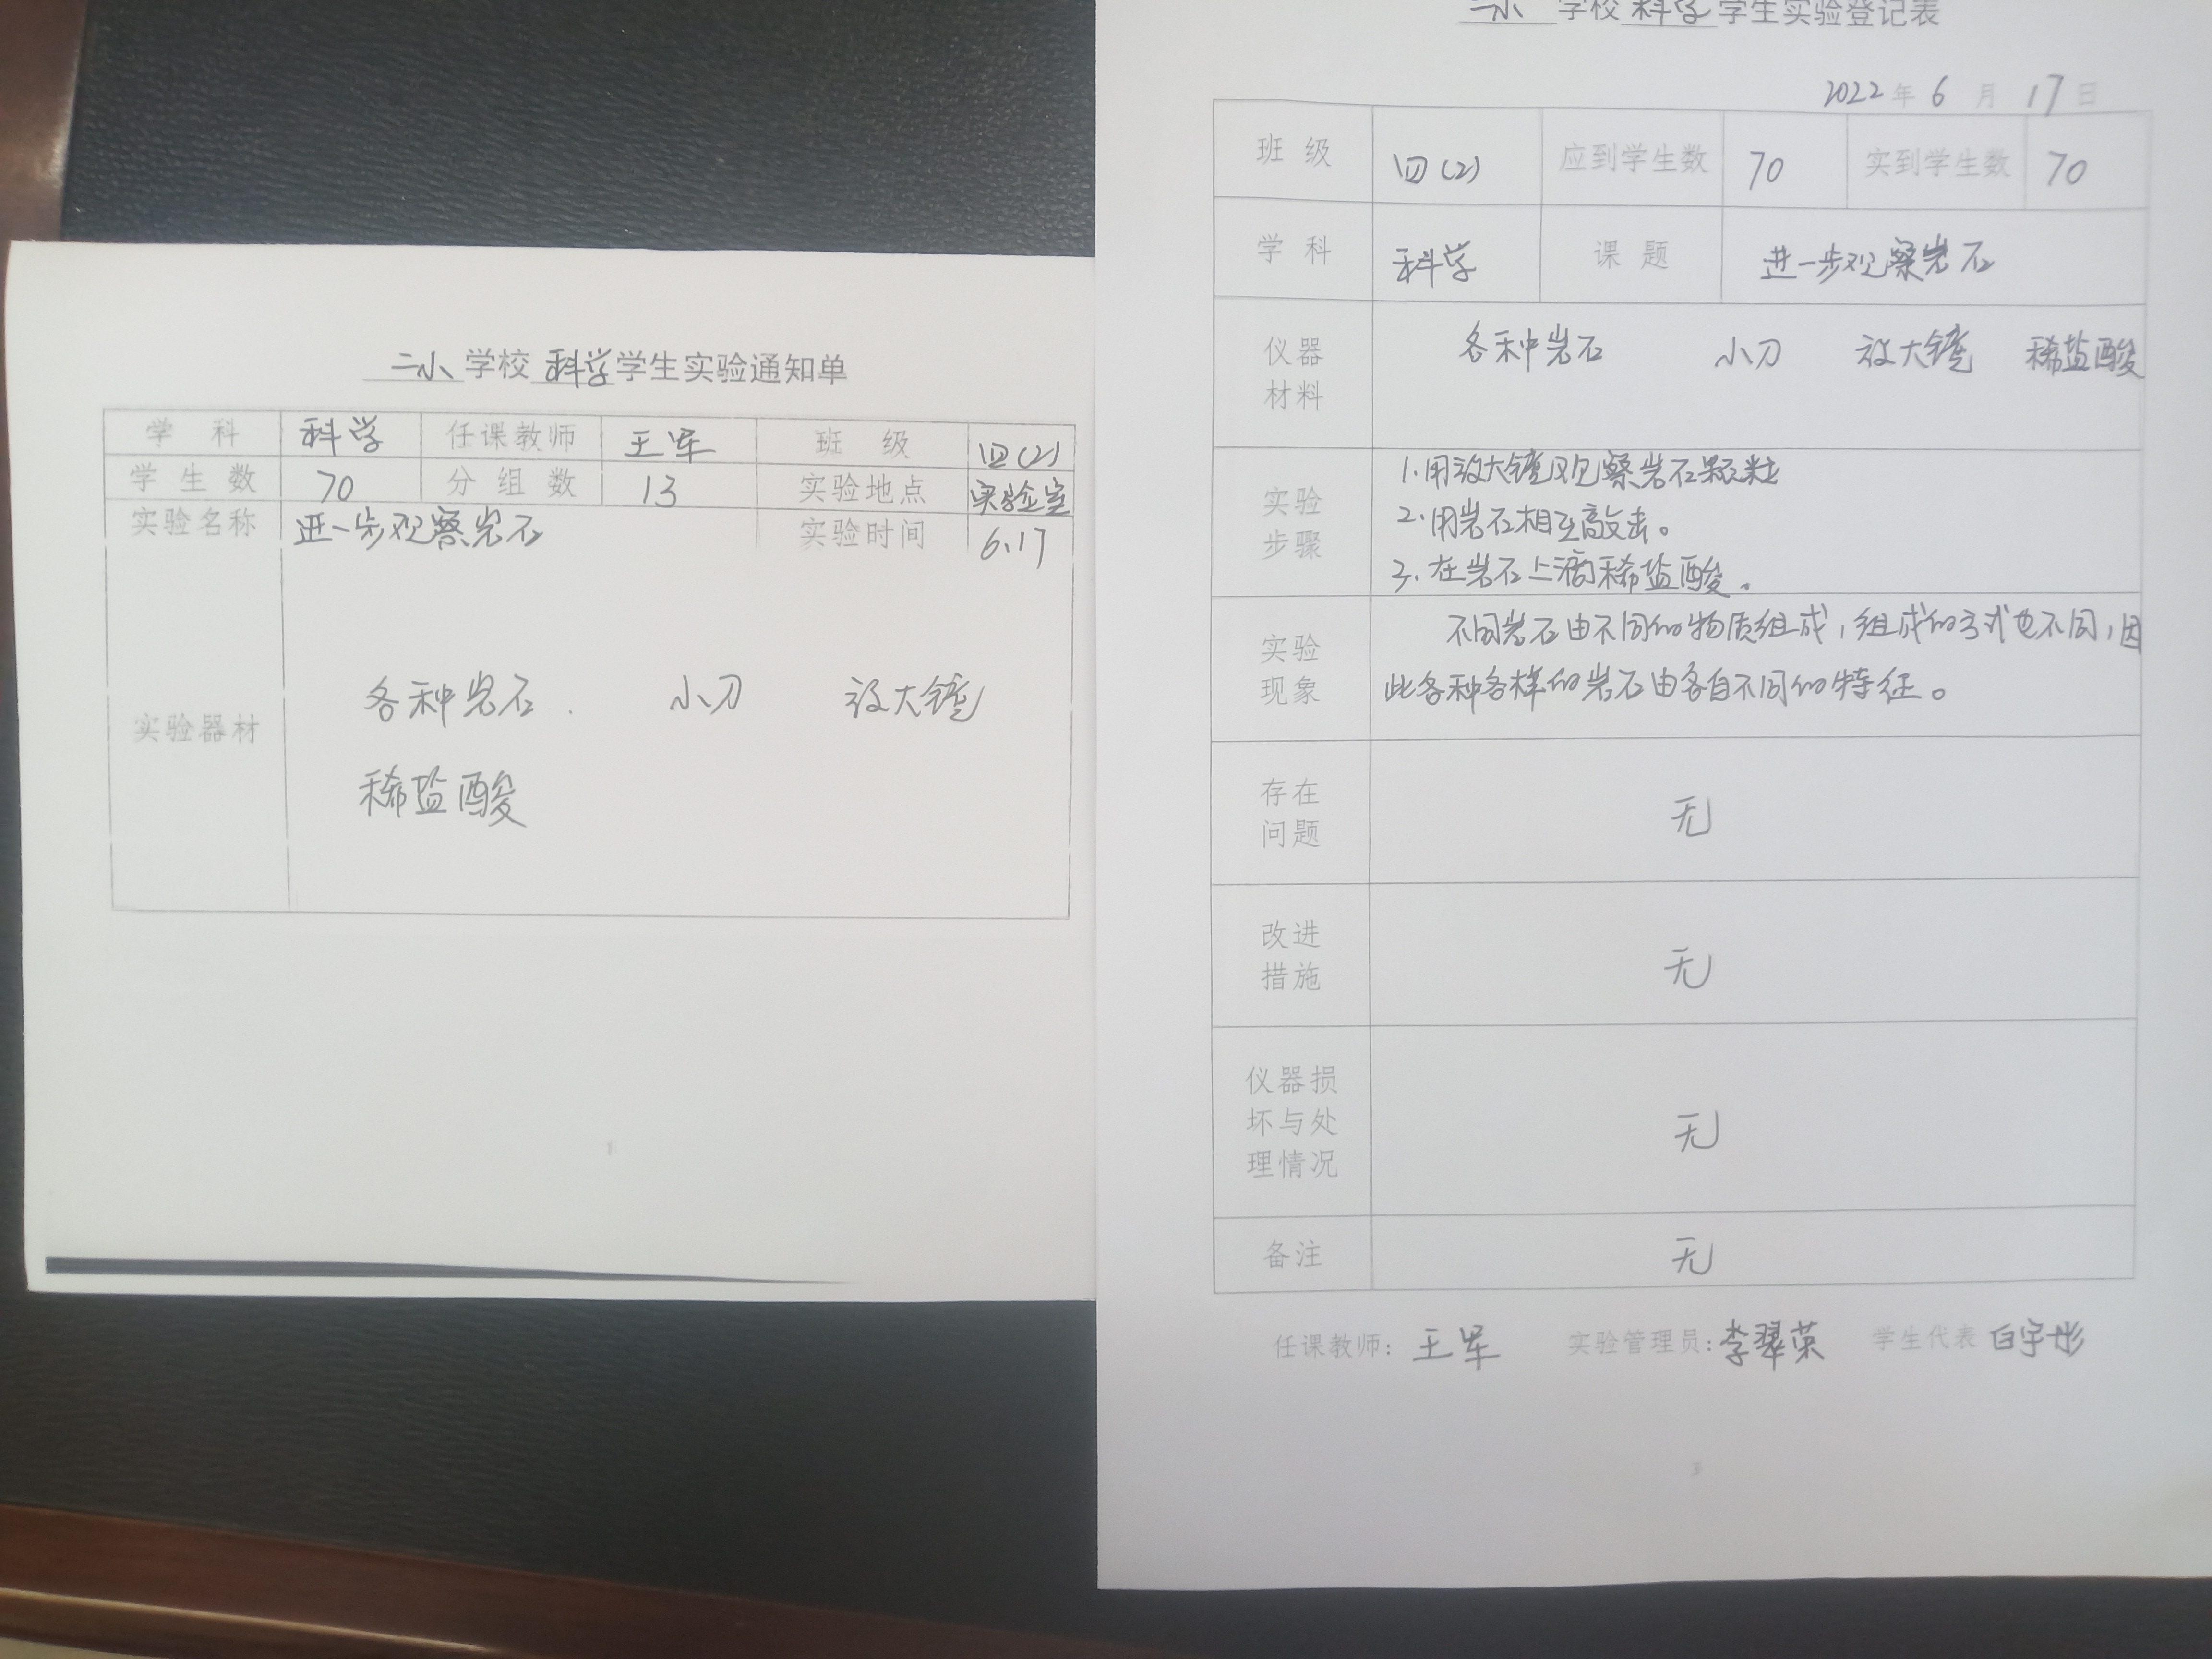 二小 学校 科学 学生实验通知单
学 科 科学 任课教师 王军 班 级 四(2)
学 生 数 70 分 组 数 13 实验地点 实验室
实验名称 进一步观察岩石 实验时间 6.17
实验器材
各种岩石 小刀 放大镜
稀盐酸
1
二小 学校 科学 学生实验登记表
2022 年 6 月 17 日
班 级 四(2) 应到学生数 70 实到学生数 70
学 科 科学 课 题 进一步观察岩石
仪器
材料
各种岩石 小刀 放大镜 稀盐酸
实验
步骤
1.用放大镜观察岩石颗粒
2.用岩石相互敲击。
3.在岩石上滴稀盐酸。
实验
现象
不同岩石由不同的物质组成,组成的方式也不同,因
此各种各样的岩石由各自不同的特征。
存在
问题
无
改进
措施
无
仪器损
坏与处
理情况
无
备注 无
任课教师: 王军 实验管理员: 李翠荣 学生代表 白宇彤
3